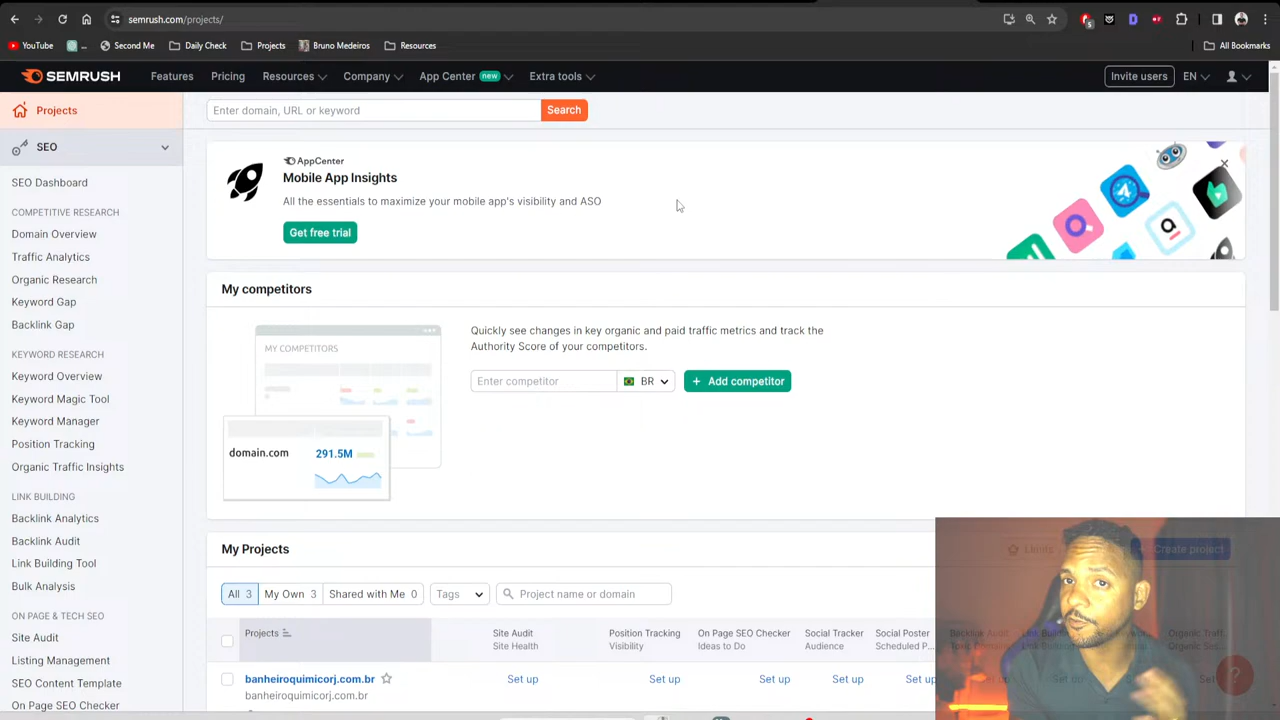 semrush.com/projects/
YouTube
Second Me
Daily Check
Projects
Bruno Medeiros
Resources
All Bookmarks
SEMRUSH
Features
Pricing
Resources
Company
App Center new
Extra tools
Invite users
EN
Projects
Enter domain, URL or keyword
Search
SEO
SEO Dashboard
COMPETITIVE RESEARCH
Domain Overview
Traffic Analytics
Organic Research
Keyword Gap
Backlink Gap
KEYWORD RESEARCH
Keyword Overview
Keyword Magic Tool
Keyword Manager
Position Tracking
Organic Traffic Insights
LINK BUILDING
Backlink Analytics
Backlink Audit
Link Building Tool
Bulk Analysis
ON PAGE & TECH SEO
Site Audit
Listing Management
SEO Content Template
On Page SEO Checker
AppCenter
Mobile App Insights
All the essentials to maximize your mobile app's visibility and ASO
Get free trial
My competitors
MY COMPETITORS
domain.com
291.5M
Quickly see changes in key organic and paid traffic metrics and track the
Authority Score of your competitors.
Enter competitor
BR
+ Add competitor
My Projects
Limits
Create project
All 3
My Own 3
Shared with Me 0
Tags
Project name or domain
Projects
Site Audit
Site Health
Position Tracking
Visibility
On Page SEO Checker
Ideas to Do
Social Tracker
Audience
Social Poster
Scheduled P...
banheiroquimicorj.com.br
banheiroquimicorj.com.br
Set up
Set up
Set up
Set up
Set up